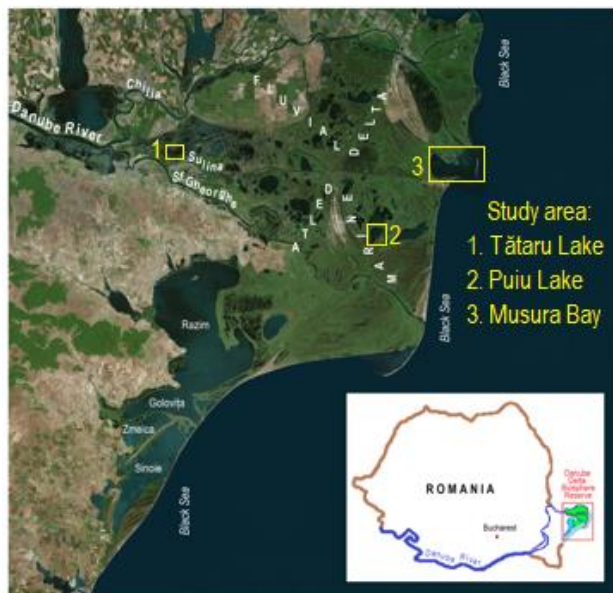 Black Sea
Chilia
FLUVIAL DELTA
Danube River
1
Sulina
Sf.Gheorghe
3
Study area:
1. Tătaru Lake
2. Puiu Lake
3. Musura Bay
2
MARINE DELTA
Razim
Black Sea
Golovița
Zmeica
Sinoie
Black Sea
ROMANIA
Bucharest
Danube River
Danube
Delta
Biosphere
Reserve